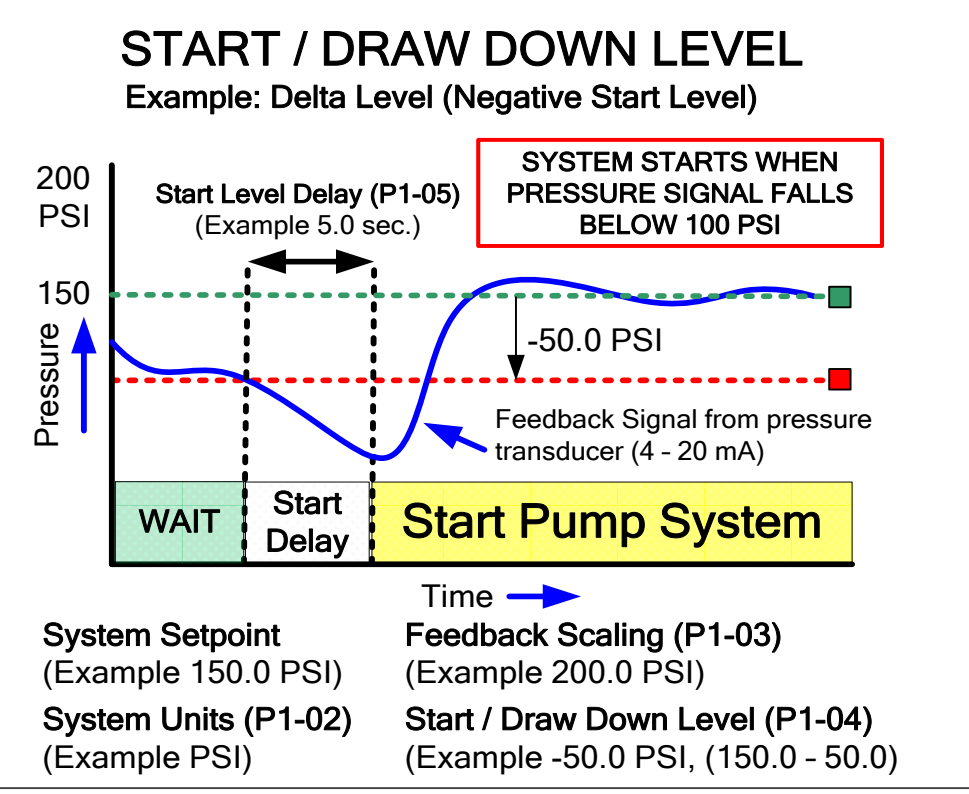 START / DRAW DOWN LEVEL
Example: Delta Level (Negative Start Level)
SYSTEM STARTS WHEN
PRESSURE SIGNAL FALLS
BELOW 100 PSI
200
PSI
Start Level Delay (P1-05)
(Example 5.0 sec.)
150
-50.0 PSI
Pressure
Feedback Signal from pressure
transducer (4 - 20 mA)
WAIT
Start
Delay
Start Pump System
Time
System Setpoint
(Example 150.0 PSI)
System Units (P1-02)
(Example PSI)
Feedback Scaling (P1-03)
(Example 200.0 PSI)
Start / Draw Down Level (P1-04)
(Example -50.0 PSI, (150.0 - 50.0)